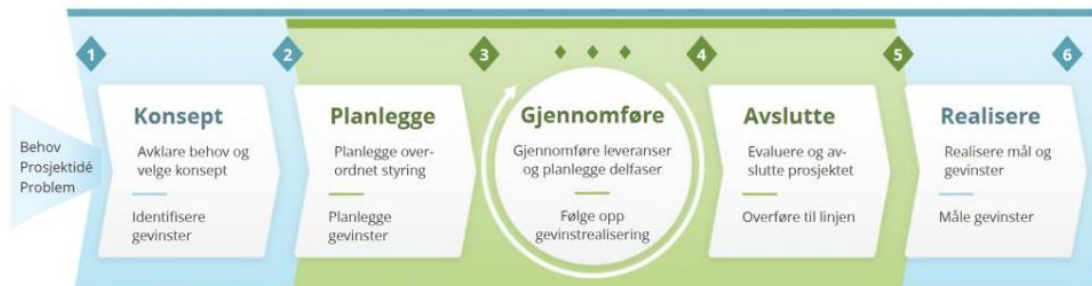 1
2
3
4
5
6
Behov
Prosjektidé
Problem
Konsept
Avklare behov og
velge konsept
Identifisere
gevinster
Planlegge
Planlegge over-
ordnet styring
Planlegge
gevinster
Gjennomføre
Gjennomføre leveranser
og planlegge delfaser
Følge opp
gevinstrealisering
Avslutte
Evaluere og av-
slutte prosjektet
Overføre til linjen
Realisere
Realisere mål og
gevinster
Måle gevinster